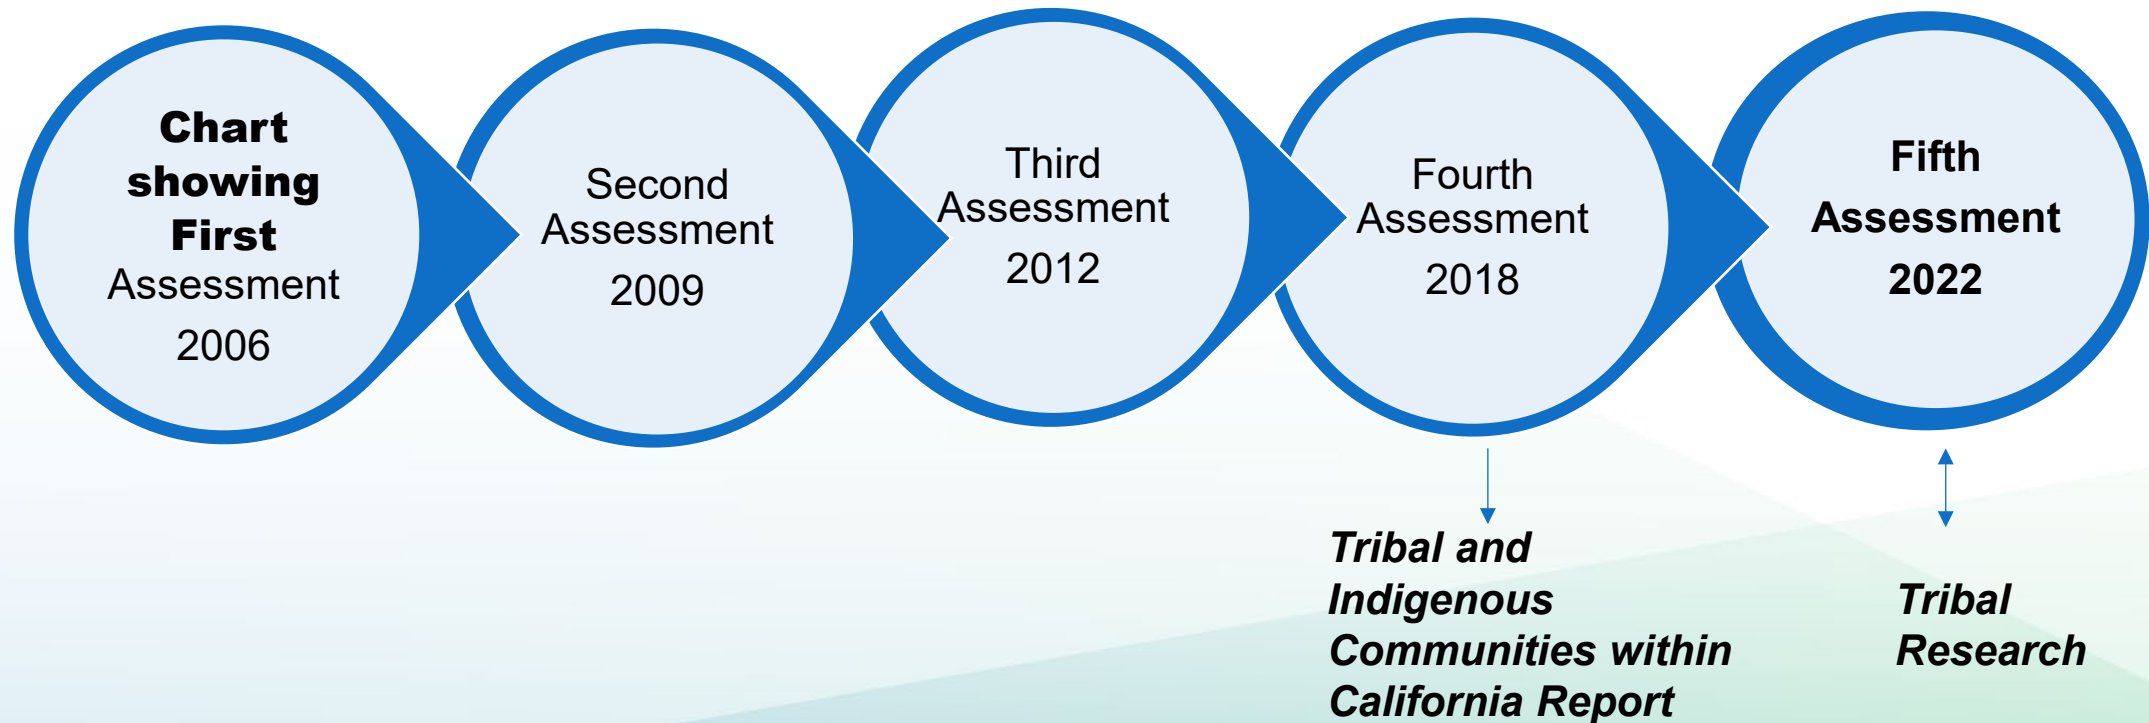 Chart
showing
First
Assessment
2006
Second
Assessment
2009
Third
Assessment
2012
Fourth
Assessment
2018
Fifth
Assessment
2022
Tribal and
Indigenous
Communities within
California Report
Tribal
Research